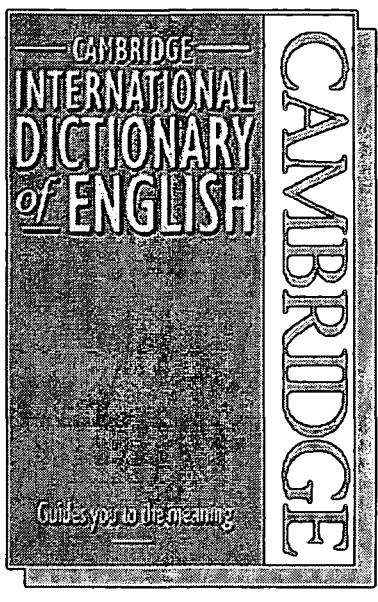 CAMBRIDGE
INTERNATIONAL
DICTIONARY
of ENGLISH
Guides you to the meaning
CAMBRIDGE